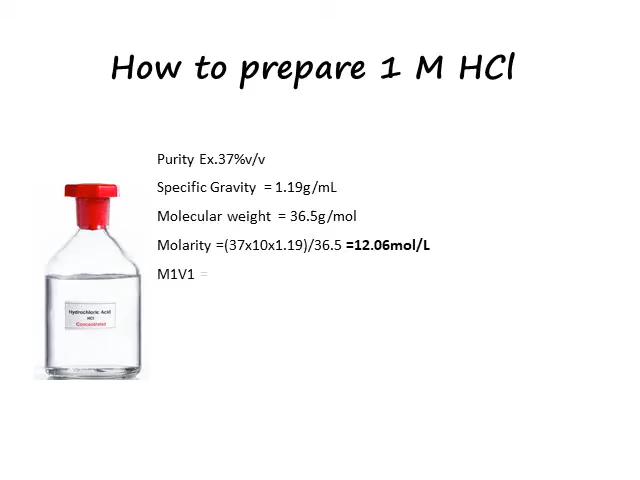 How to prepare 1 M HCl
Purity Ex.37%v/v
Specific Gravity = 1.19g/mL
Molecular weight = 36.5g/mol
Molarity =(37x10x1.19)/36.5 =12.06mol/L
M1V1 =
Hydrochloric Acid
HCl
Concentrated